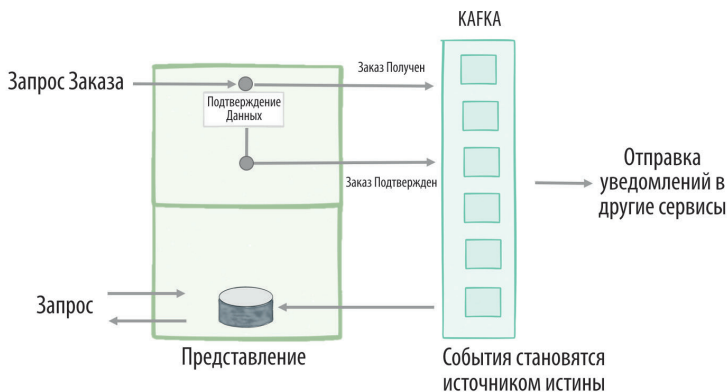 KAFKA
Запрос Заказа
Заказ Получен
Подтверждение
Данных
Заказ Подтвержден
Отправка
уведомлений в
другие сервисы
Запрос
Представление
События становятся
источником истины